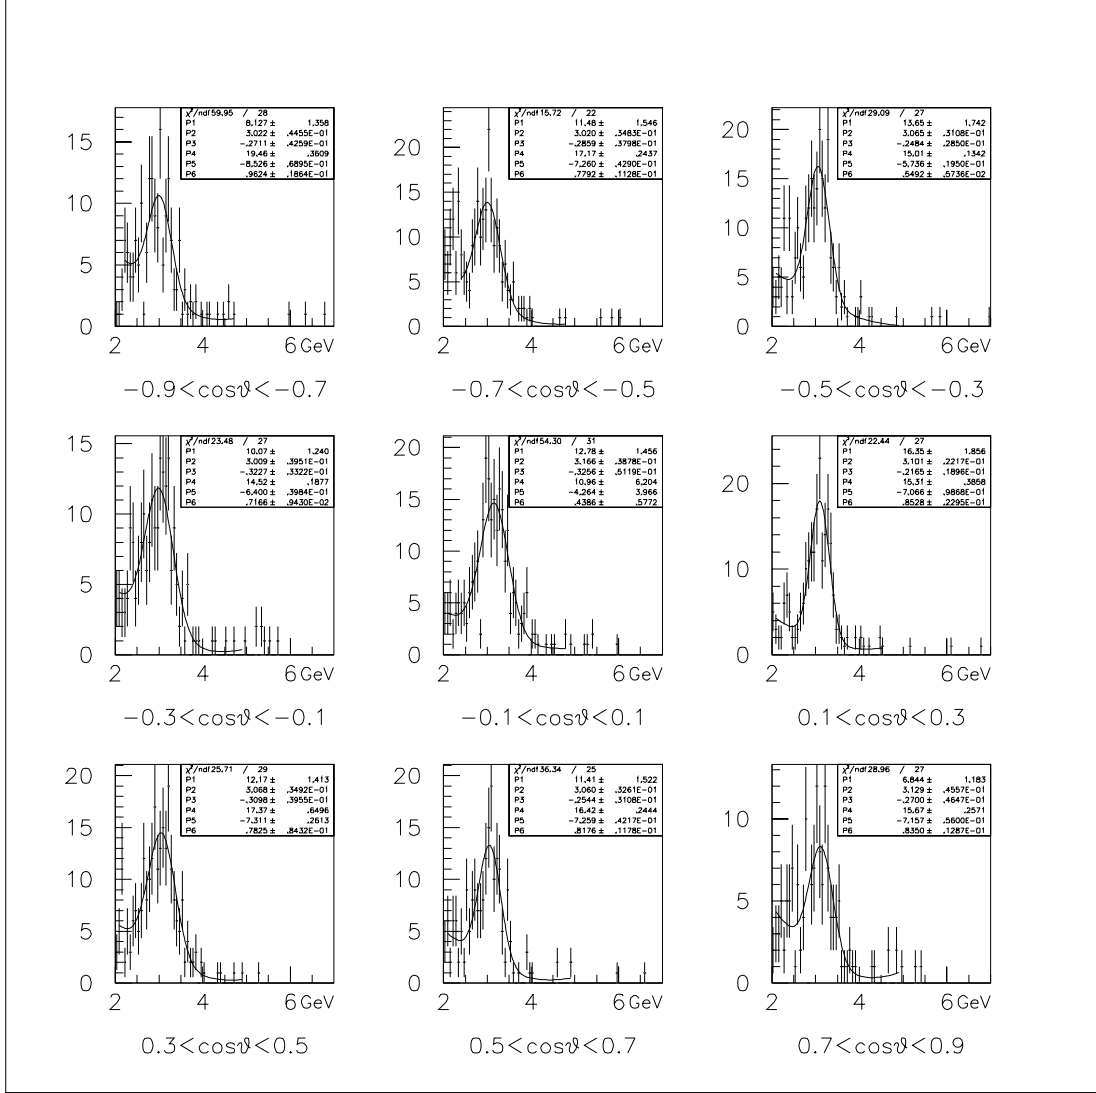 χ²/ndf 59.95 / 28
P1 8.127 ± 1.358
P2 3.022 ± .4455E-01
P3 -.2711 ± .4259E-01
P4 19.46 ± .3609
P5 -8.526 ± .6895E-01
P6 .9624 ± .1864E-01
15
10
5
0
2 4 6 GeV
-0.9<cosϑ<-0.7
χ²/ndf 15.72 / 22
P1 11.48 ± 1.546
P2 3.020 ± .3483E-01
P3 -.2859 ± .3798E-01
P4 17.17 ± .2437
P5 -7.260 ± .4290E-01
P6 .7792 ± .1128E-01
20
15
10
5
0
2 4 6 GeV
-0.7<cosϑ<-0.5
χ²/ndf 29.09 / 27
P1 13.65 ± 1.742
P2 3.065 ± .3108E-01
P3 -.2484 ± .2850E-01
P4 15.01 ± .1342
P5 -5.736 ± .1950E-01
P6 .5492 ± .5736E-02
20
15
10
5
0
2 4 6 GeV
-0.5<cosϑ<-0.3
χ²/ndf 23.48 / 27
P1 10.07 ± 1.240
P2 3.009 ± .3951E-01
P3 -.3227 ± .3322E-01
P4 14.52 ± .1877
P5 -6.400 ± .3984E-01
P6 .7166 ± .9430E-02
15
10
5
0
2 4 6 GeV
-0.3<cosϑ<-0.1
χ²/ndf 54.30 / 31
P1 12.78 ± 1.456
P2 3.166 ± .3878E-01
P3 -.3256 ± .5119E-01
P4 10.96 ± 6.204
P5 -4.264 ± 3.966
P6 .4386 ± .5772
20
15
10
5
0
2 4 6 GeV
-0.1<cosϑ<0.1
χ²/ndf 22.44 / 27
P1 16.35 ± 1.856
P2 3.101 ± .2217E-01
P3 -.2165 ± .1896E-01
P4 15.31 ± .3858
P5 -7.066 ± .9868E-01
P6 .8528 ± .2295E-01
20
10
0
2 4 6 GeV
0.1<cosϑ<0.3
χ²/ndf 25.71 / 29
P1 12.17 ± 1.413
P2 3.068 ± .3492E-01
P3 -.3098 ± .3955E-01
P4 17.37 ± .6496
P5 -7.311 ± .2613
P6 .7825 ± .8432E-01
20
15
10
5
0
2 4 6 GeV
0.3<cosϑ<0.5
χ²/ndf 36.34 / 25
P1 11.41 ± 1.522
P2 3.060 ± .3261E-01
P3 -.2544 ± .3108E-01
P4 16.42 ± .2444
P5 -7.259 ± .4217E-01
P6 .8176 ± .1178E-01
20
15
10
5
0
2 4 6 GeV
0.5<cosϑ<0.7
χ²/ndf 28.96 / 27
P1 6.844 ± 1.183
P2 3.129 ± .4557E-01
P3 -.2700 ± .4647E-01
P4 15.67 ± .2571
P5 -7.157 ± .5600E-01
P6 .8350 ± .1287E-01
10
5
0
2 4 6 GeV
0.7<cosϑ<0.9